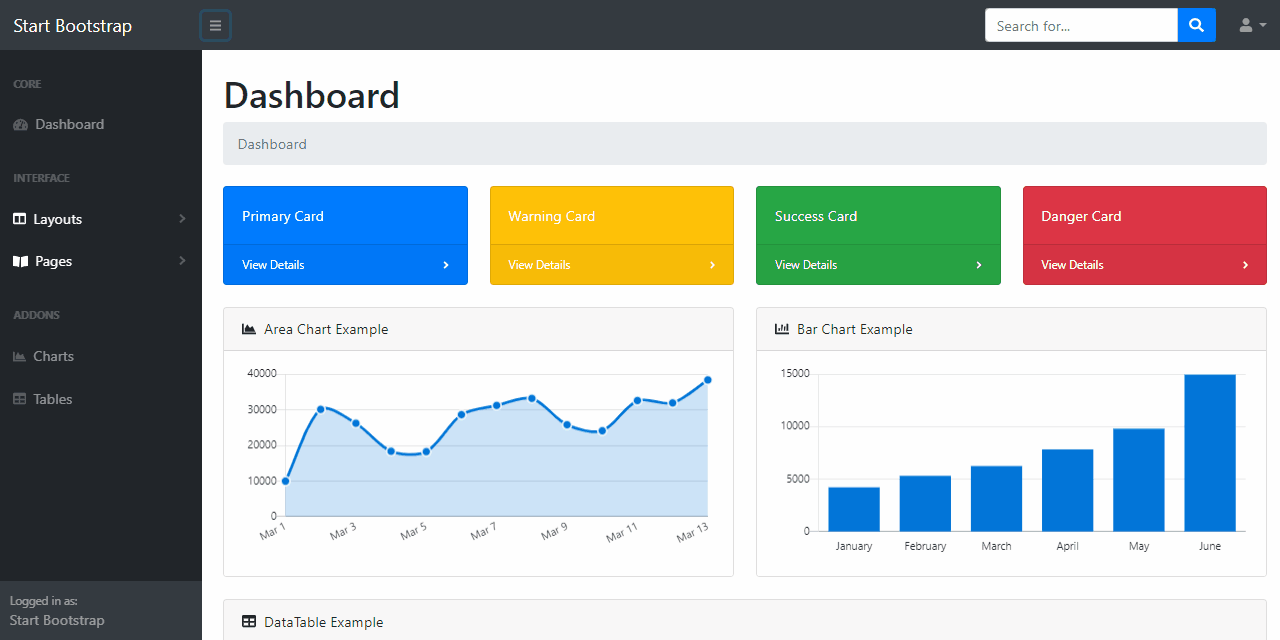 Start Bootstrap
Search for...
CORE
Dashboard
INTERFACE
Layouts
Pages
ADDONS
Charts
Tables
Logged in as:
Start Bootstrap
Dashboard
Dashboard
Primary Card
View Details
Warning Card
View Details
Success Card
View Details
Danger Card
View Details
Area Chart Example
40000
30000
20000
10000
0
Mar 1
Mar 3
Mar 5
Mar 7
Mar 9
Mar 11
Mar 13
Bar Chart Example
15000
10000
5000
0
January
February
March
April
May
June
DataTable Example